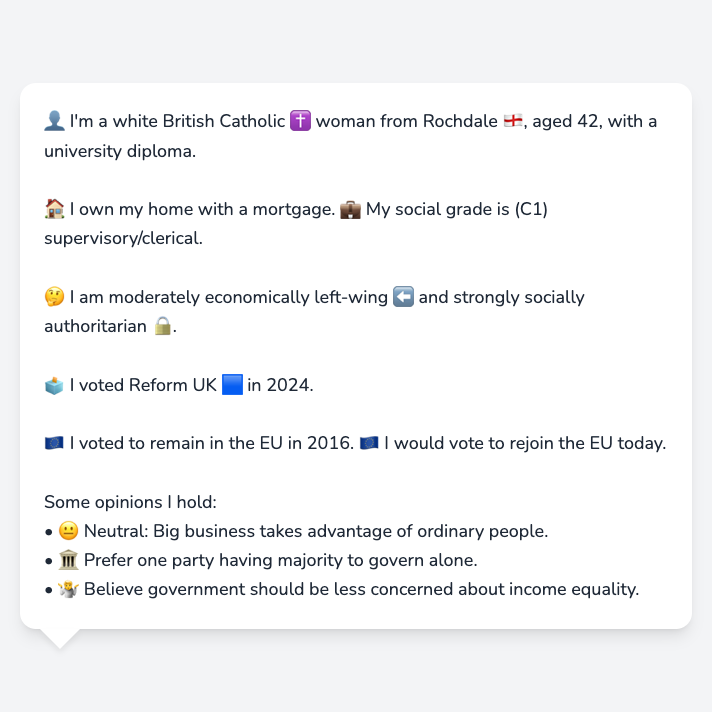 👤 I'm a white British Catholic ✝️ woman from Rochdale 🏴󠁧󠁢󠁥󠁮󠁧󠁿, aged 42, with a
university diploma.
🏠 I own my home with a mortgage. 💼 My social grade is (C1)
supervisory/clerical.
🤔 I am moderately economically left-wing ⬅️ and strongly socially
authoritarian 🔒.
🗳️ I voted Reform UK 🟦 in 2024.
🇪🇺 I voted to remain in the EU in 2016. 🇪🇺 I would vote to rejoin the EU today.
Some opinions I hold:
• 😐 Neutral: Big business takes advantage of ordinary people.
• 🏛️ Prefer one party having majority to govern alone.
• 🤷 Believe government should be less concerned about income equality.